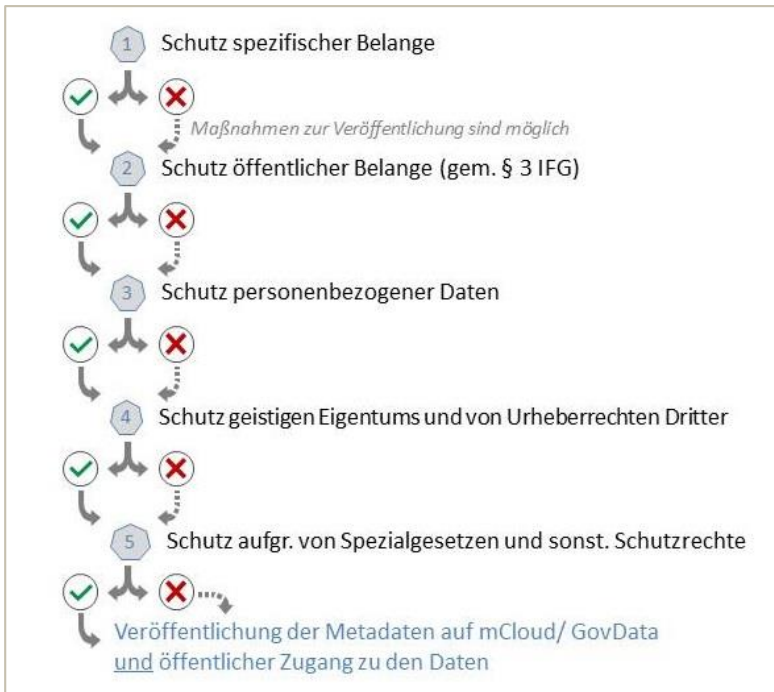 1 Schutz spezifischer Belange
Maßnahmen zur Veröffentlichung sind möglich
2 Schutz öffentlicher Belange (gem. § 3 IFG)
3 Schutz personenbezogener Daten
4 Schutz geistigen Eigentums und von Urheberrechten Dritter
5 Schutz aufgr. von Spezialgesetzen und sonst. Schutzrechte
Veröffentlichung der Metadaten auf mCloud/ GovData
und öffentlicher Zugang zu den Daten